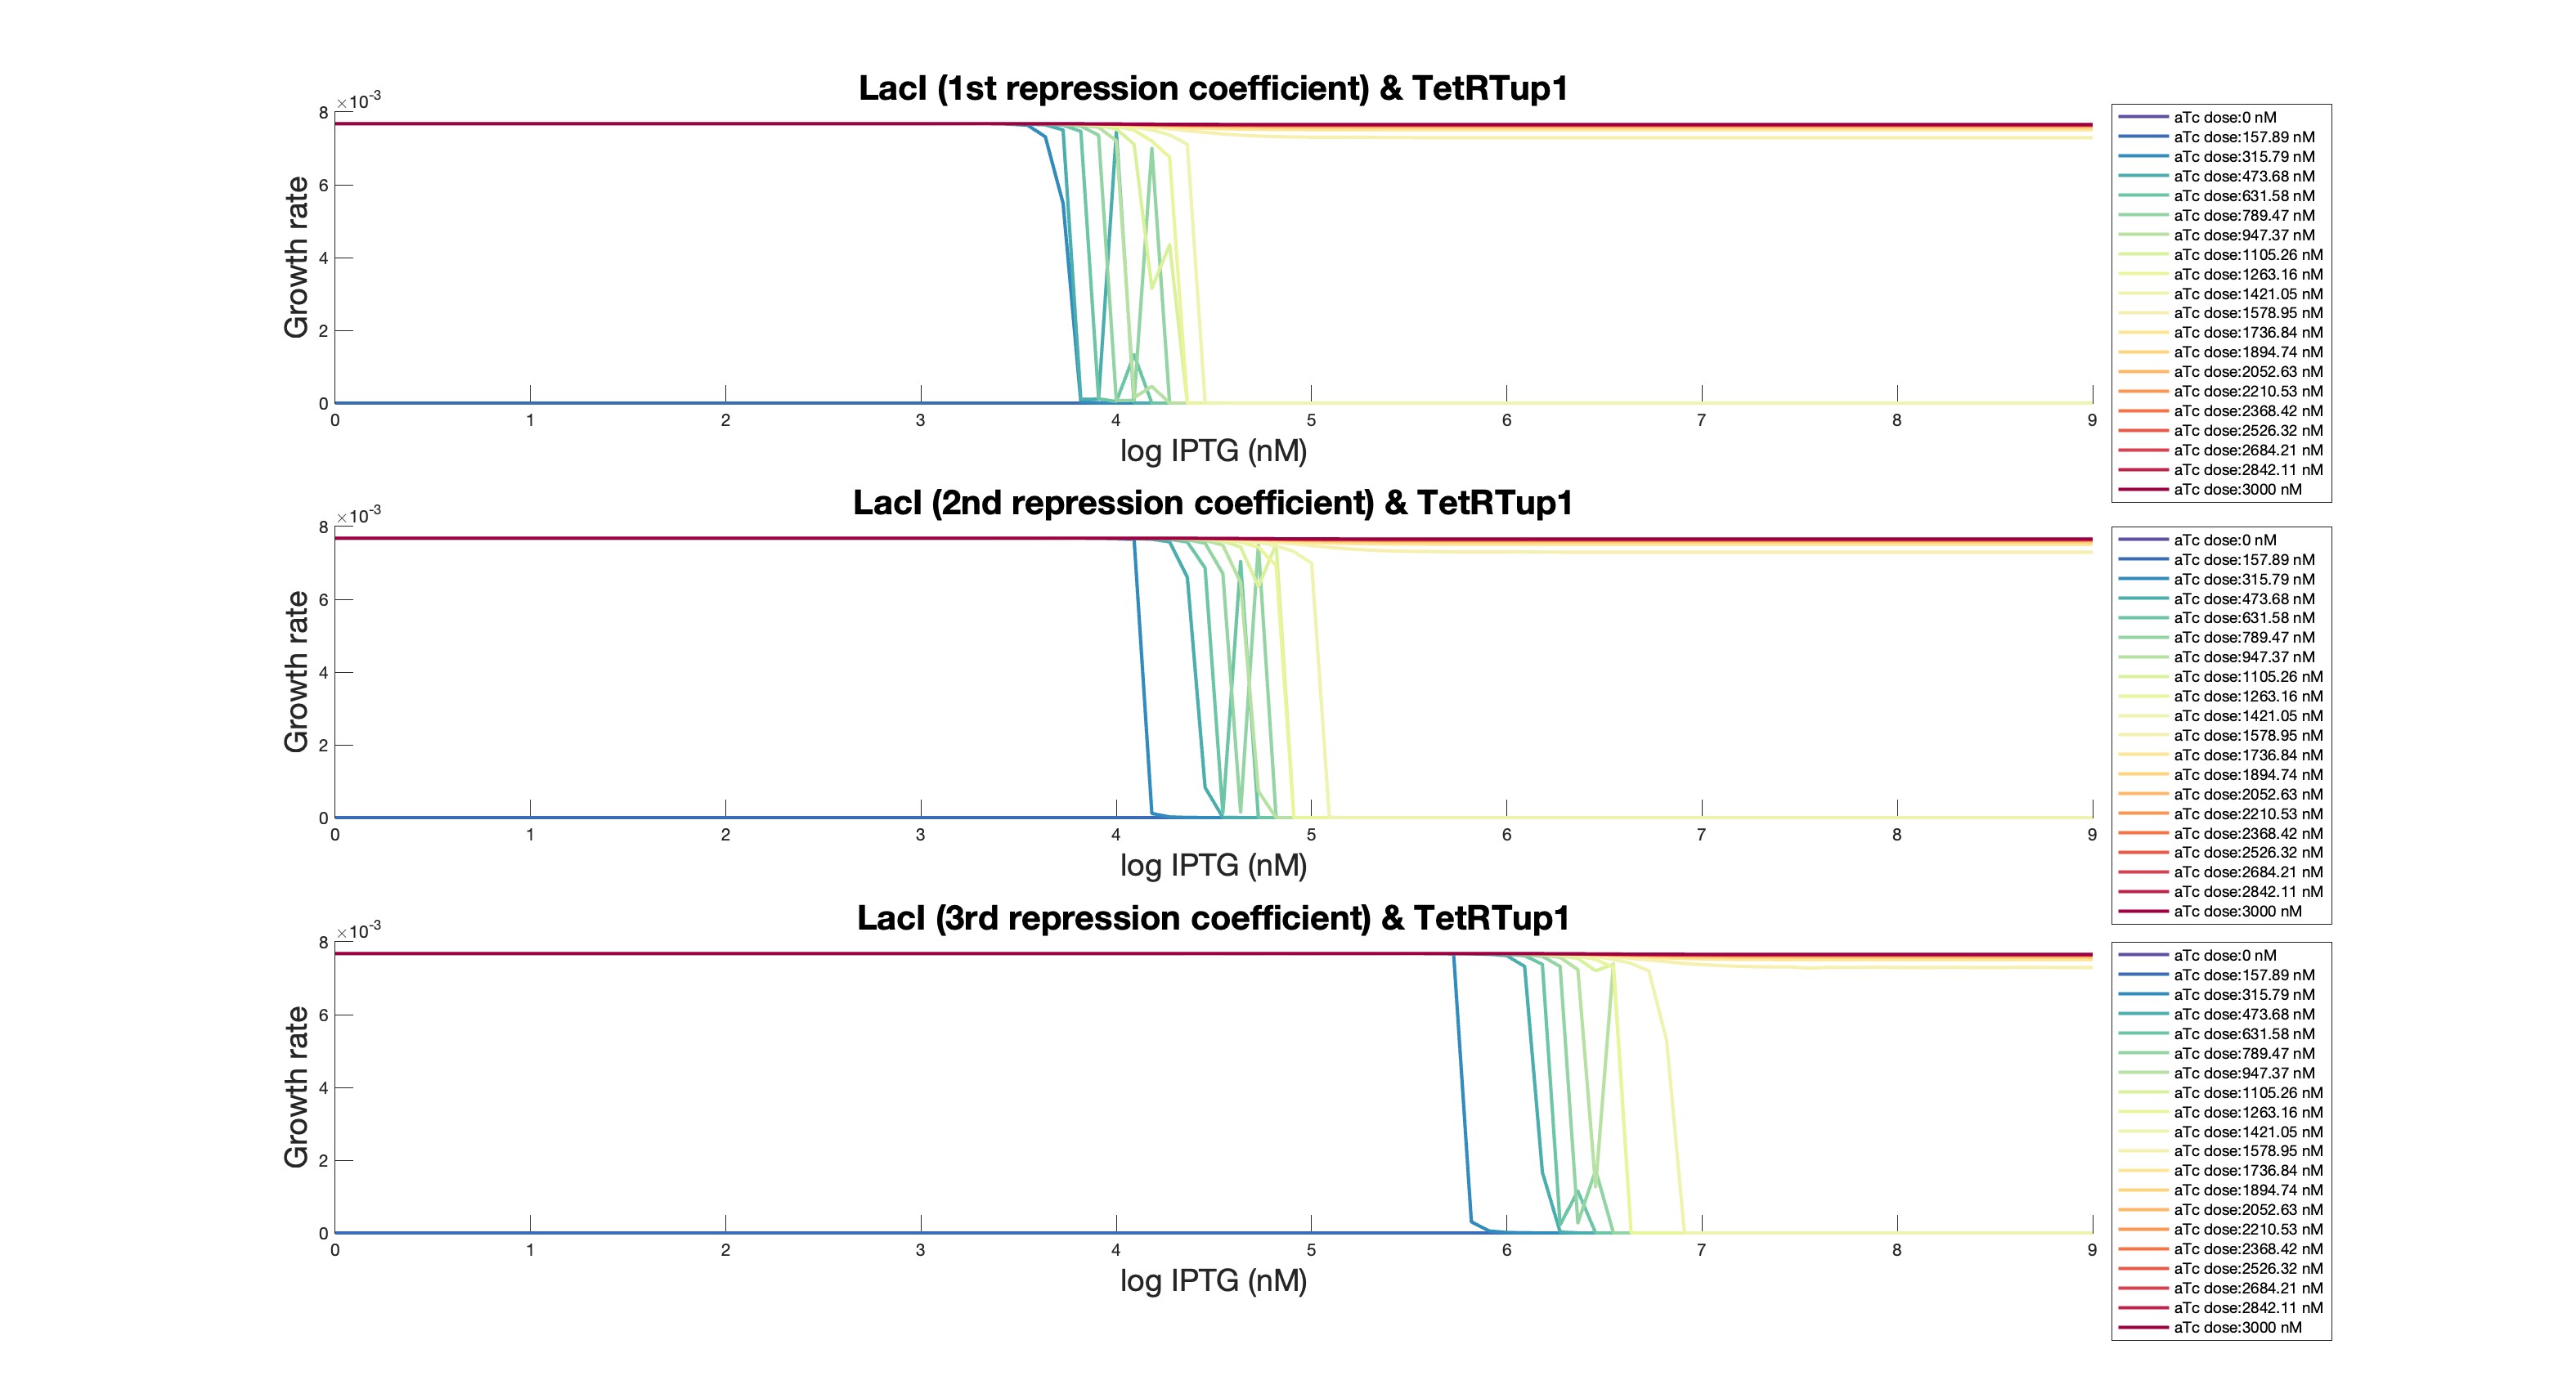 LacI (1st repression coefficient) & TetRTup1
×10-3
8
6
4
2
0
Growth rate
0 1 2 3 4 5 6 7 8 9
log IPTG (nM)
aTc dose:0 nM
aTc dose:157.89 nM
aTc dose:315.79 nM
aTc dose:473.68 nM
aTc dose:631.58 nM
aTc dose:789.47 nM
aTc dose:947.37 nM
aTc dose:1105.26 nM
aTc dose:1263.16 nM
aTc dose:1421.05 nM
aTc dose:1578.95 nM
aTc dose:1736.84 nM
aTc dose:1894.74 nM
aTc dose:2052.63 nM
aTc dose:2210.53 nM
aTc dose:2368.42 nM
aTc dose:2526.32 nM
aTc dose:2684.21 nM
aTc dose:2842.11 nM
aTc dose:3000 nM
LacI (2nd repression coefficient) & TetRTup1
×10-3
8
6
4
2
0
Growth rate
0 1 2 3 4 5 6 7 8 9
log IPTG (nM)
aTc dose:0 nM
aTc dose:157.89 nM
aTc dose:315.79 nM
aTc dose:473.68 nM
aTc dose:631.58 nM
aTc dose:789.47 nM
aTc dose:947.37 nM
aTc dose:1105.26 nM
aTc dose:1263.16 nM
aTc dose:1421.05 nM
aTc dose:1578.95 nM
aTc dose:1736.84 nM
aTc dose:1894.74 nM
aTc dose:2052.63 nM
aTc dose:2210.53 nM
aTc dose:2368.42 nM
aTc dose:2526.32 nM
aTc dose:2684.21 nM
aTc dose:2842.11 nM
aTc dose:3000 nM
LacI (3rd repression coefficient) & TetRTup1
×10-3
8
6
4
2
0
Growth rate
0 1 2 3 4 5 6 7 8 9
log IPTG (nM)
aTc dose:0 nM
aTc dose:157.89 nM
aTc dose:315.79 nM
aTc dose:473.68 nM
aTc dose:631.58 nM
aTc dose:789.47 nM
aTc dose:947.37 nM
aTc dose:1105.26 nM
aTc dose:1263.16 nM
aTc dose:1421.05 nM
aTc dose:1578.95 nM
aTc dose:1736.84 nM
aTc dose:1894.74 nM
aTc dose:2052.63 nM
aTc dose:2210.53 nM
aTc dose:2368.42 nM
aTc dose:2526.32 nM
aTc dose:2684.21 nM
aTc dose:2842.11 nM
aTc dose:3000 nM